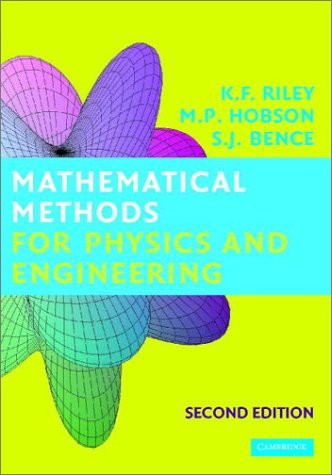 K.F. RILEY
M.P. HOBSON
S.J. BENCE
MATHEMATICAL
METHODS
FOR PHYSICS AND
ENGINEERING
SECOND EDITION
CAMBRIDGE